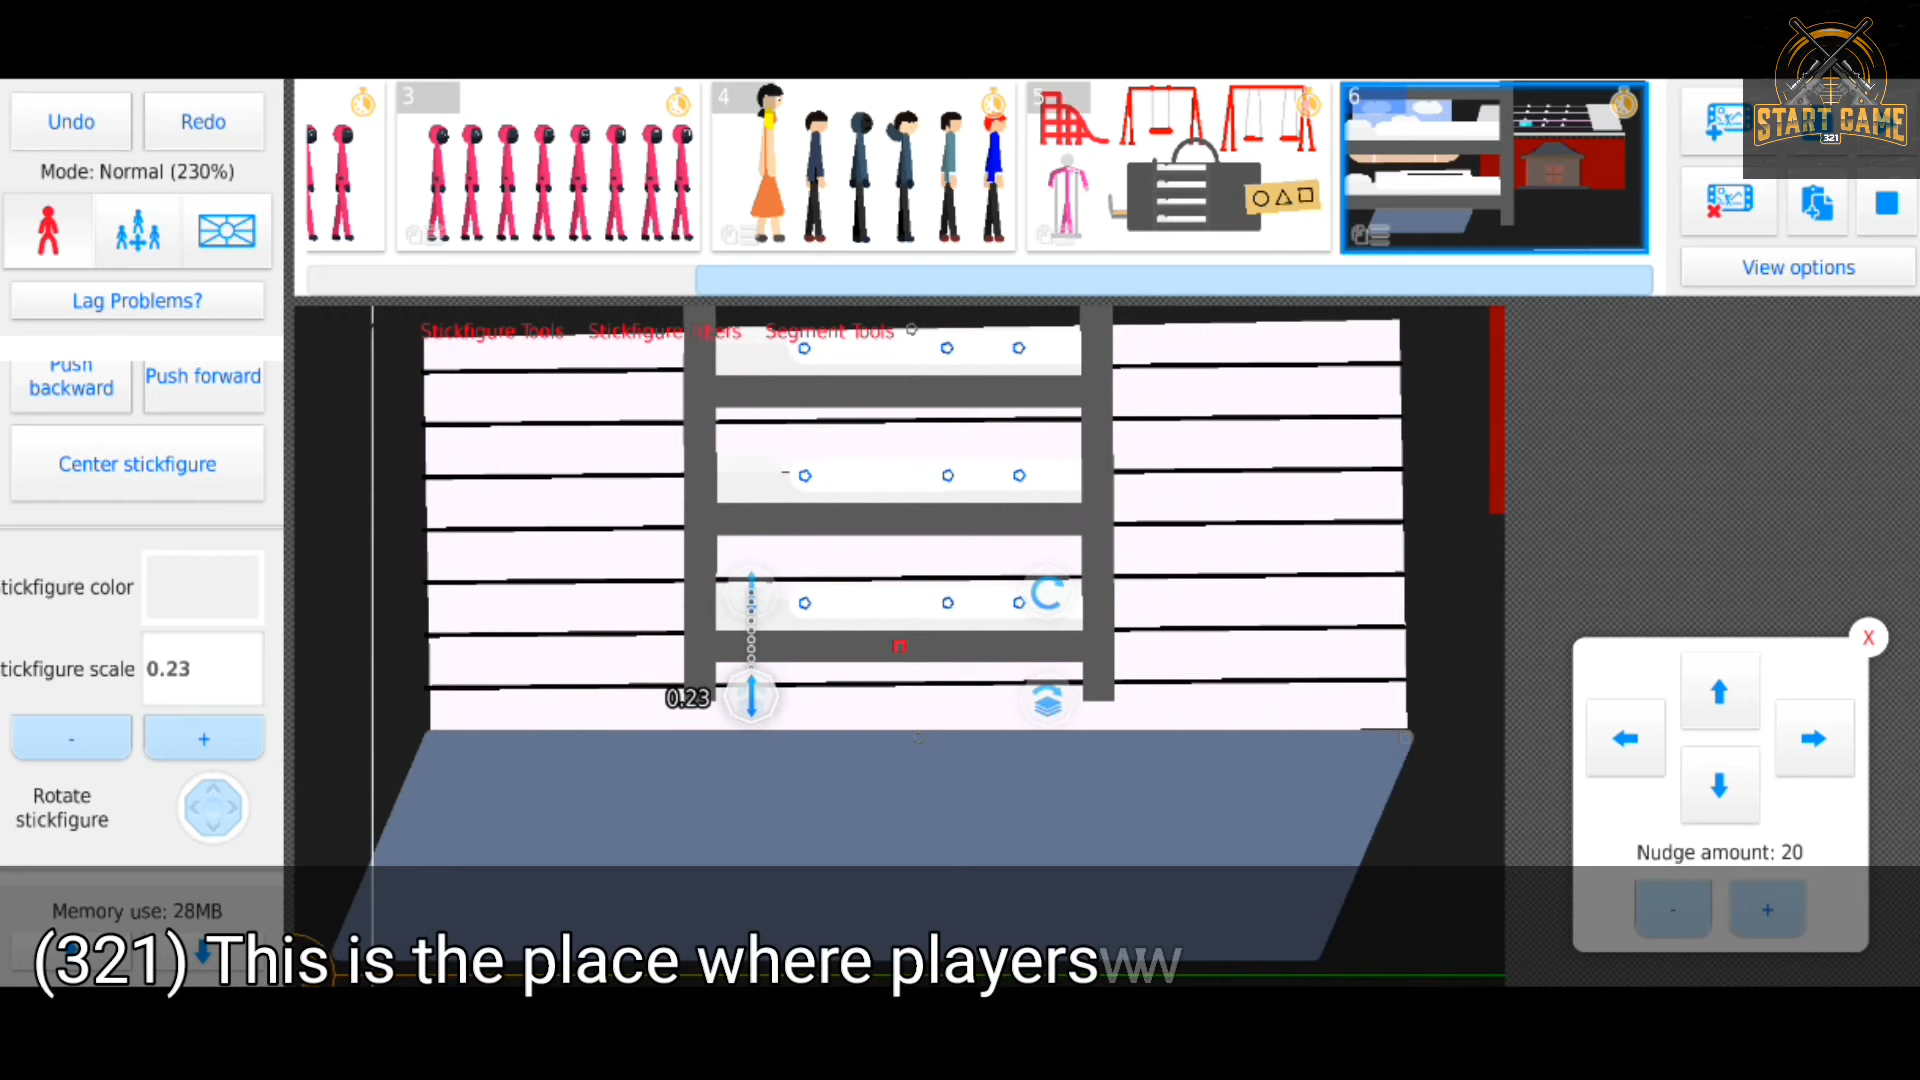 START GAME
321
Undo
Redo
Mode: Normal (230%)
Lag Problems?
Push backward
Push forward
Center stickfigure
tickfigure color
tickfigure scale
0.23
-
+
Rotate stickfigure
Memory use: 28MB
3
4
5
6
View options
Stickfigure Tools
Stickfigure
Segment Tools
0.23
X
Nudge amount: 20
-
+
(321) This is the place where players